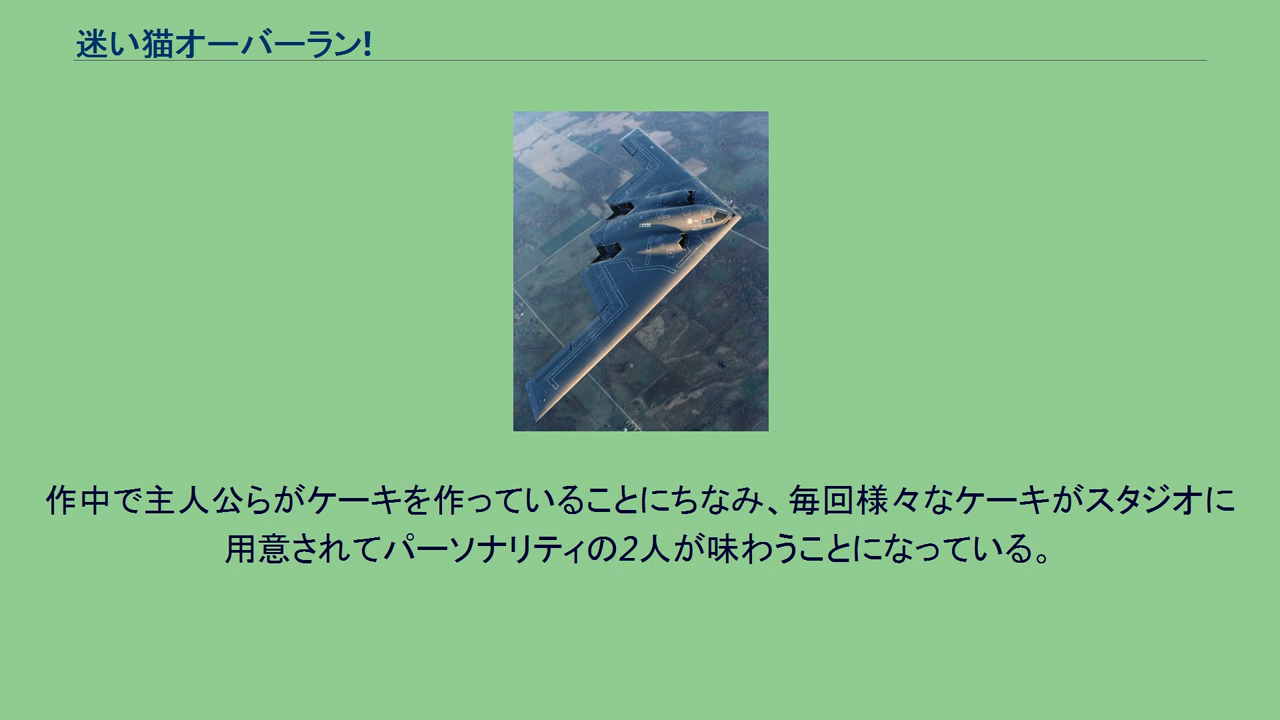 迷い猫オーバーラン!
作中で主人公らがケーキを作っていることにちなみ、毎回様々なケーキがスタジオに
用意されてパーソナリティの2人が味わうことになっている。